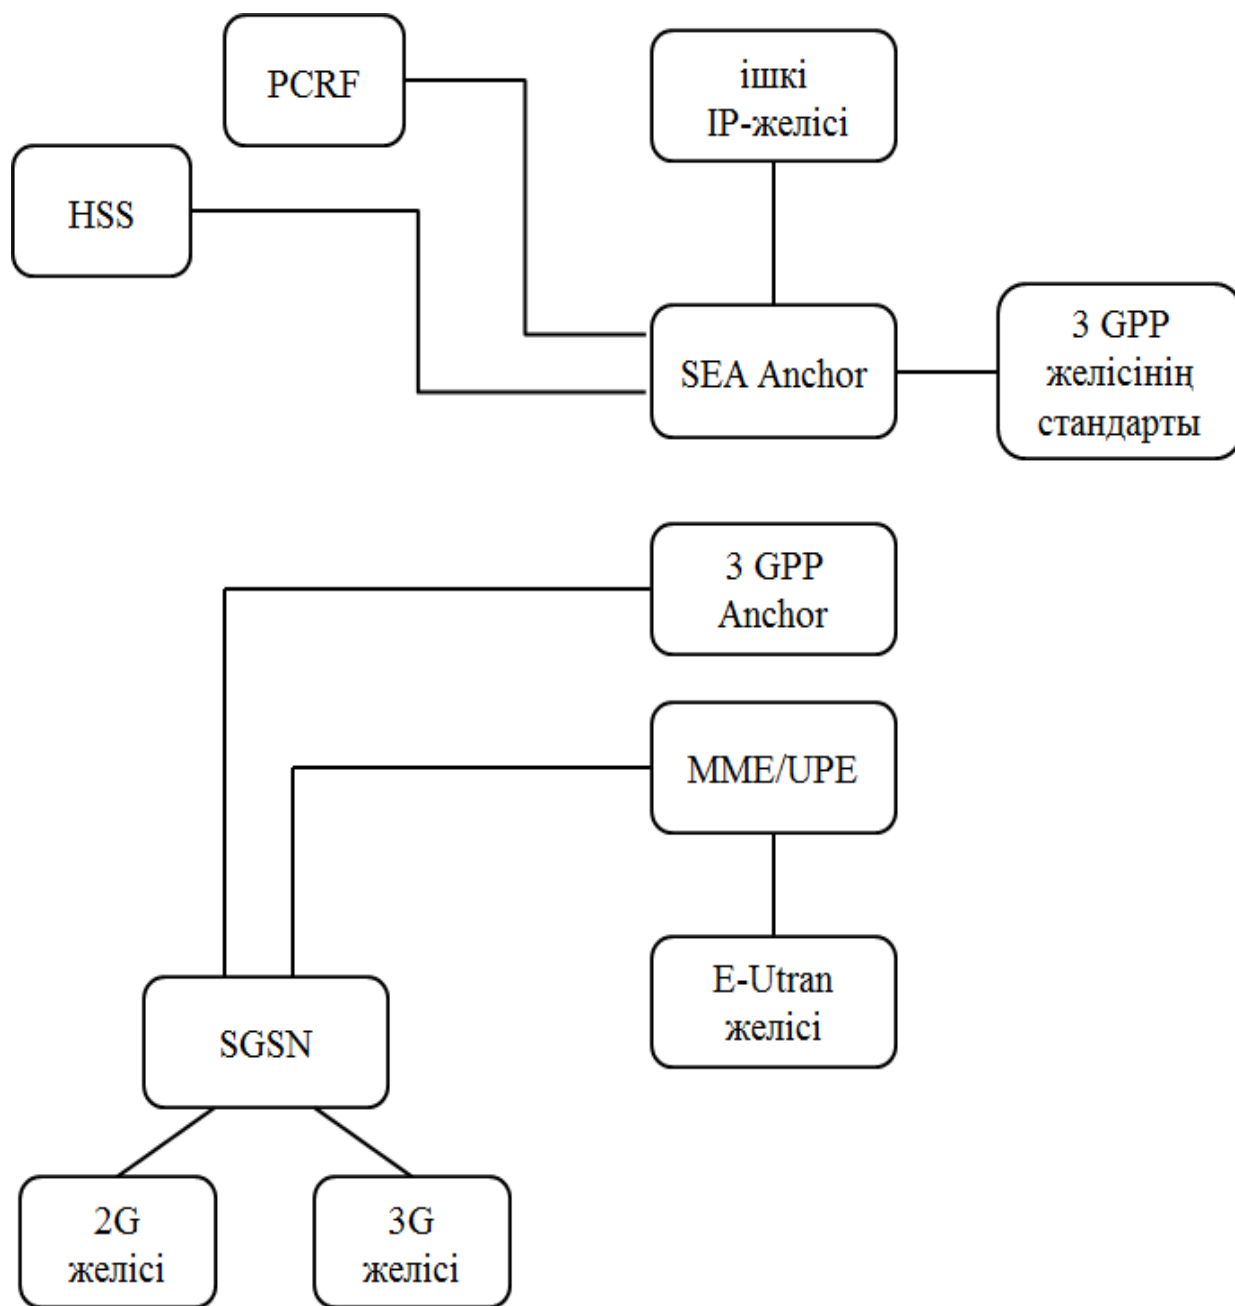 PCRF
ішкі
IP-желісі
HSS
SEA Anchor
3 GPP
желісінің
стандарты
3 GPP
Anchor
MME/UPE
E-Utran
желісі
SGSN
2G
желісі
3G
желісі